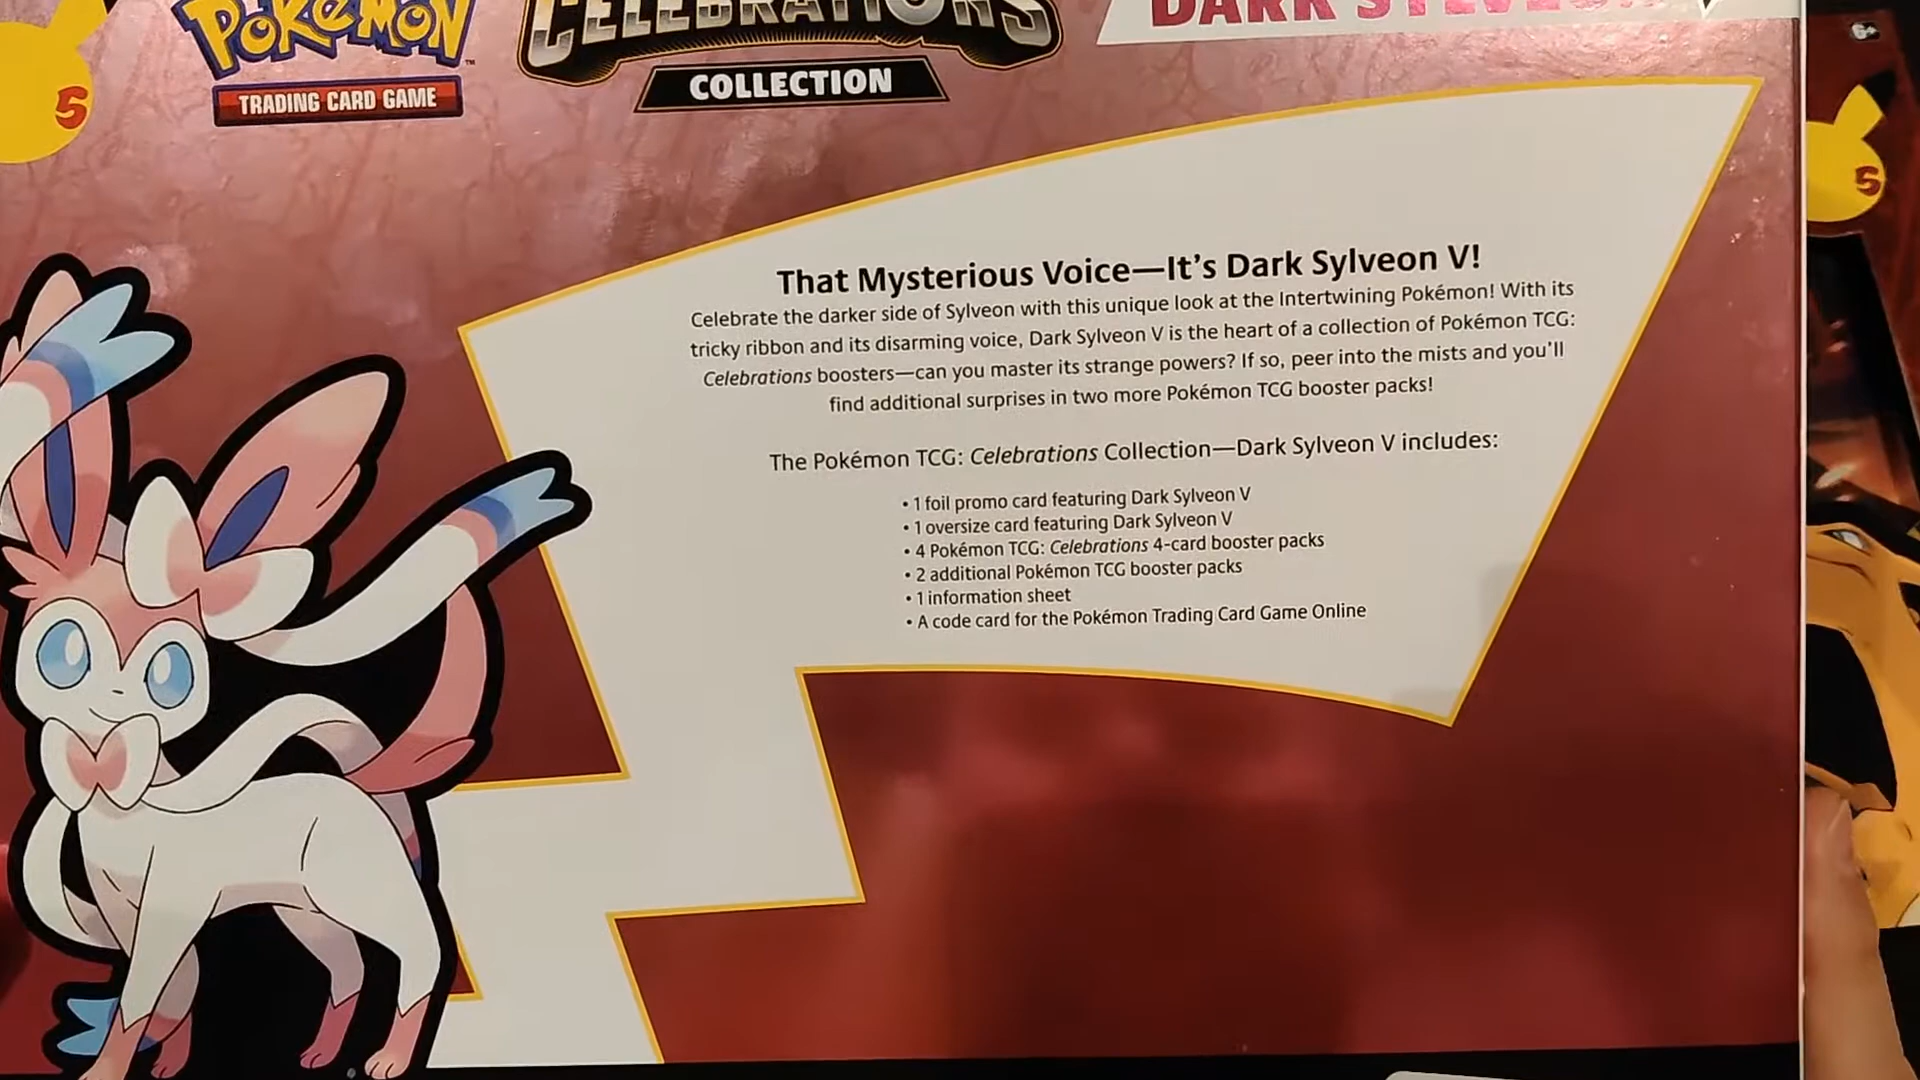 POKÉMON
TRADING CARD GAME
CELEBRATIONS
COLLECTION
DARK SYLVEON V
5
5
6+
That Mysterious Voice—It's Dark Sylveon V!
Celebrate the darker side of Sylveon with this unique look at the Intertwining Pokémon! With its
tricky ribbon and its disarming voice, Dark Sylveon V is the heart of a collection of Pokémon TCG:
Celebrations boosters—can you master its strange powers? If so, peer into the mists and you'll
find additional surprises in two more Pokémon TCG booster packs!
The Pokémon TCG: Celebrations Collection—Dark Sylveon V includes:
• 1 foil promo card featuring Dark Sylveon V
• 1 oversize card featuring Dark Sylveon V
• 4 Pokémon TCG: Celebrations 4-card booster packs
• 2 additional Pokémon TCG booster packs
• 1 information sheet
• A code card for the Pokémon Trading Card Game Online